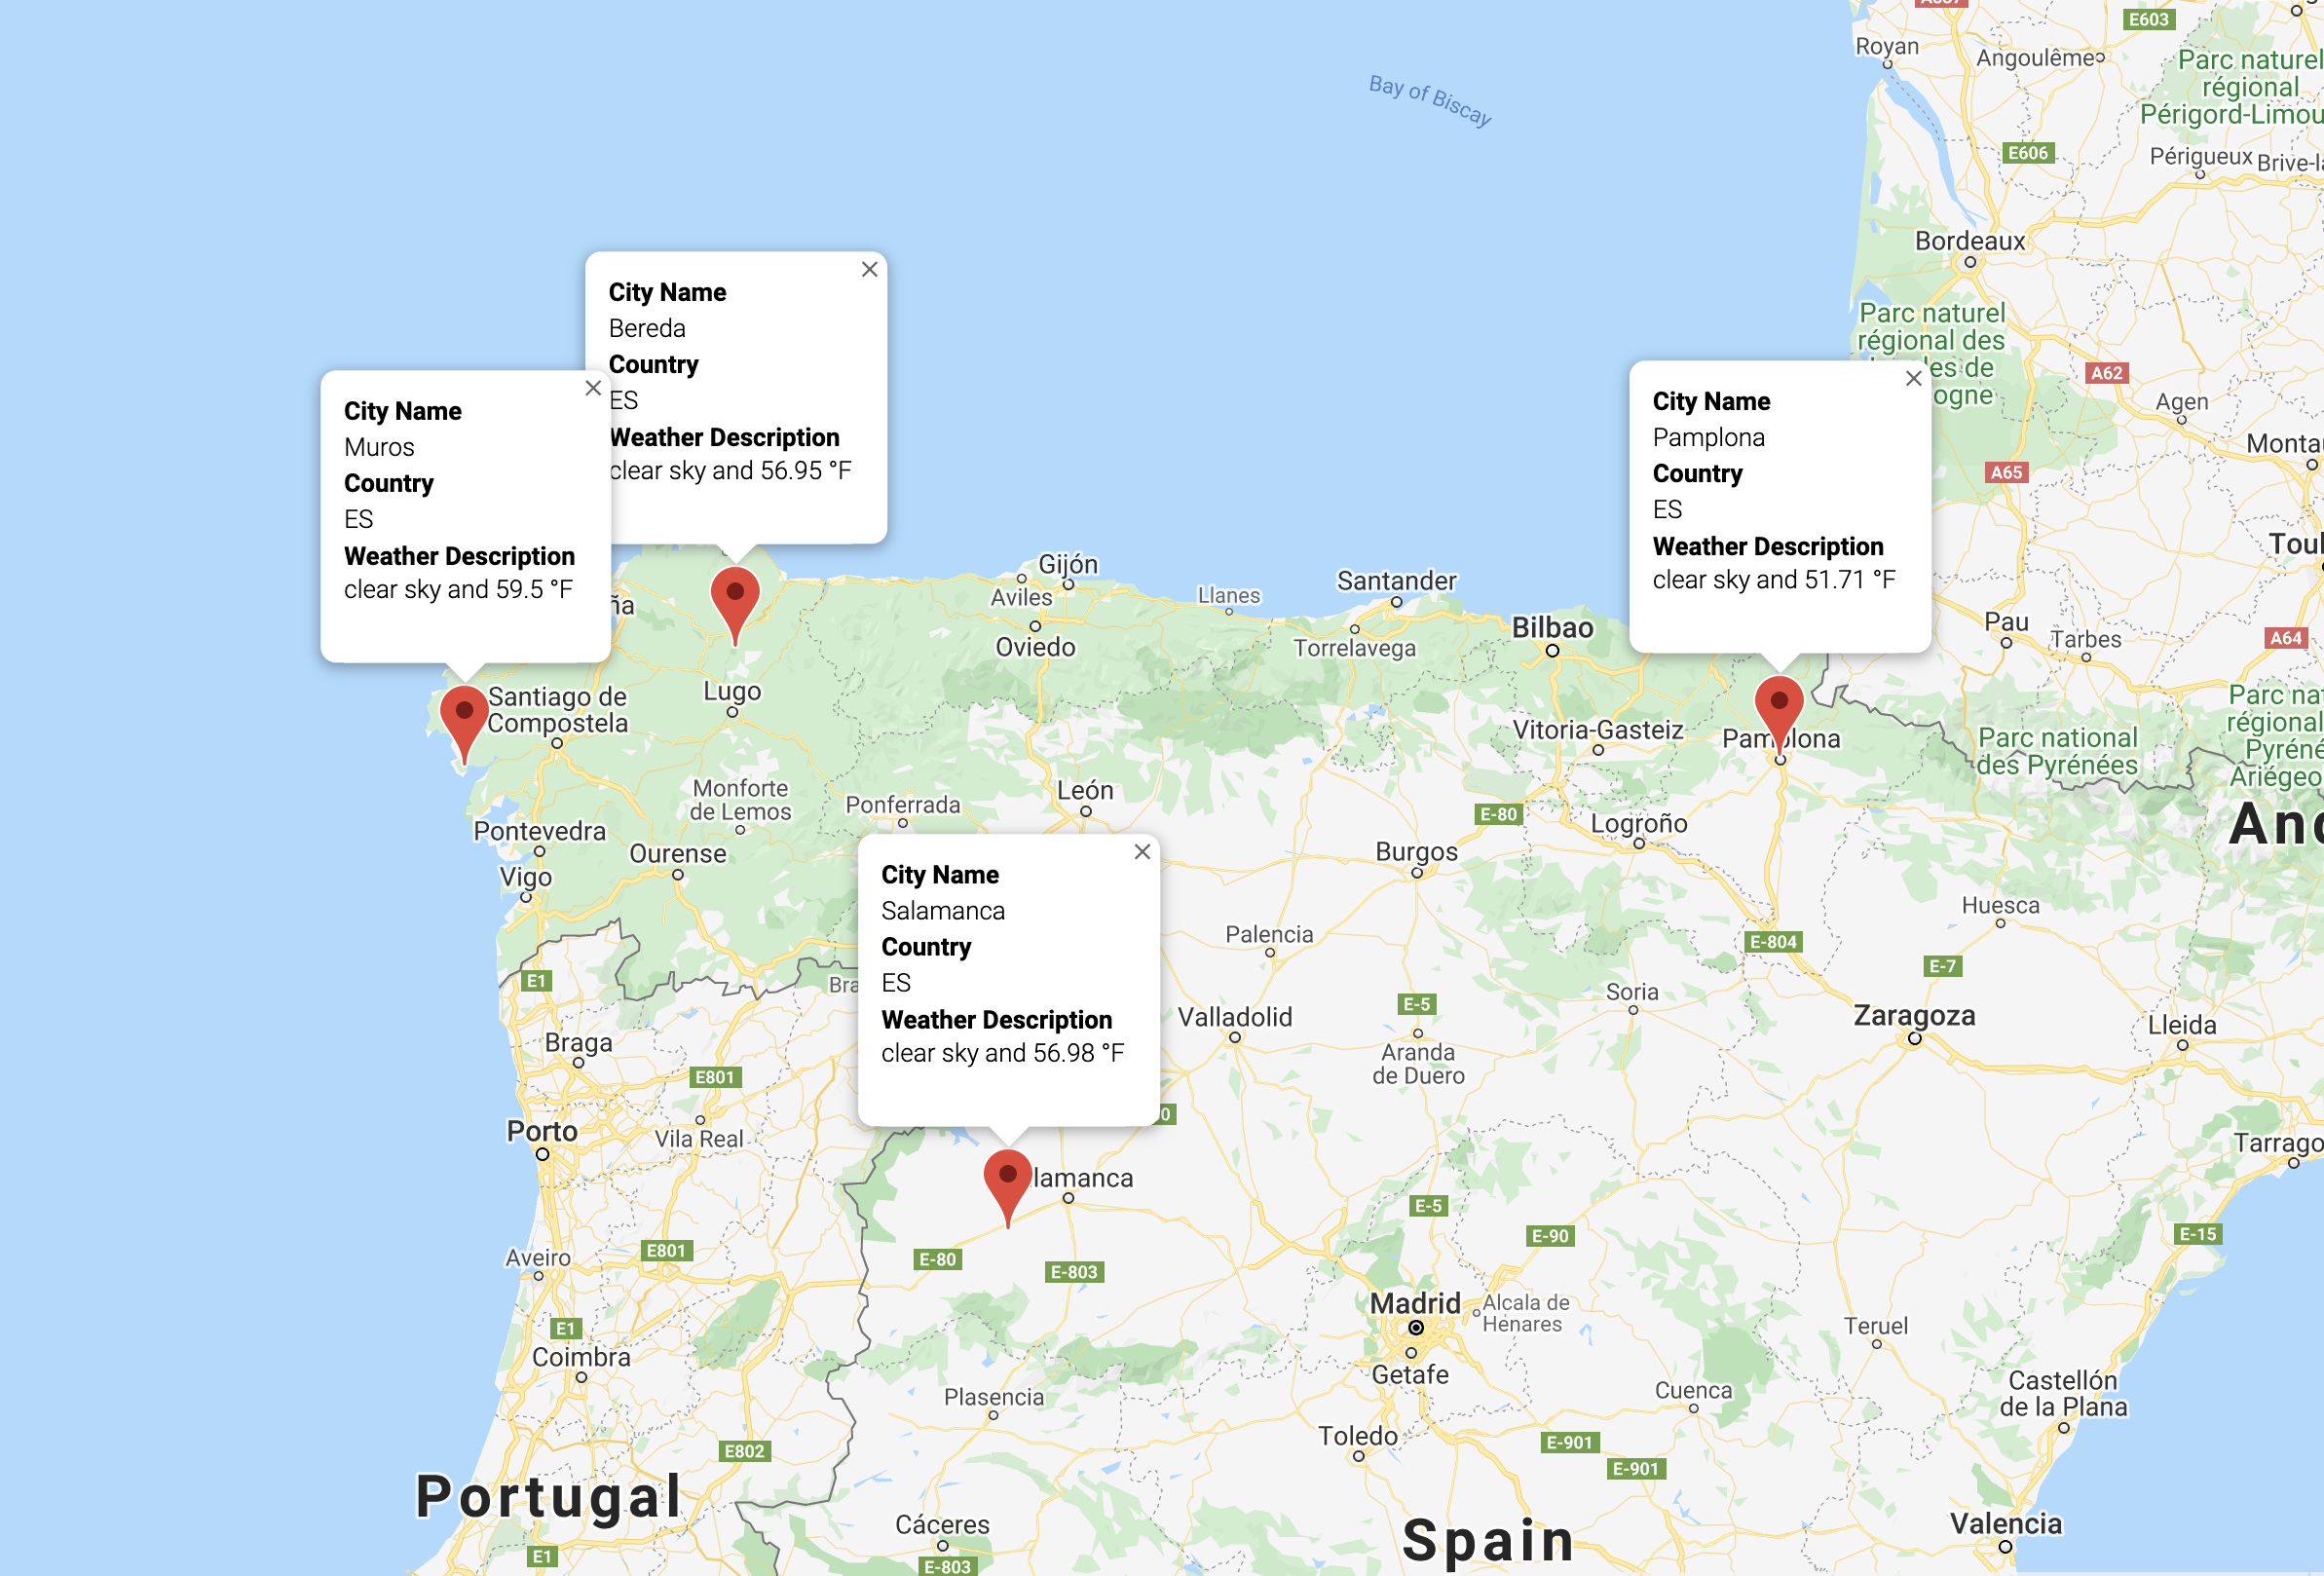 E603
Royan
Angoulême
Parc naturel
régional
Périgord-Limou
Bay of Biscay
E606
Périgueux
Brive-la
Bordeaux
City Name
Bereda
Country
ES
Weather Description
clear sky and 56.95 °F
City Name
Muros
Country
ES
Weather Description
clear sky and 59.5 °F
City Name
Pamplona
Country
ES
Weather Description
clear sky and 51.71 °F
Parc naturel
régional des
es de
ogne
A62
Agen
Montau
A65
Toul
Gijón
Aviles
Oviedo
Llanes
Santander
Torrelavega
Bilbao
Pau
Tarbes
A64
ña
Lugo
Santiago de
Compostela
Vitoria-Gasteiz
Pamplona
Parc national
des Pyrénées
Parc na
régional
Pyréné
Ariégeo
And
Monforte
de Lemos
Ponferrada
León
E-80
Logroño
Pontevedra
Ourense
Burgos
Vigo
City Name
Salamanca
Country
ES
Weather Description
clear sky and 56.98 °F
Huesca
Palencia
E-804
E-7
E1
Bra
Soria
E-5
Valladolid
Zaragoza
Lleida
Braga
Aranda
de Duero
E801
0
Porto
Vila Real
Tarrago
lamanca
E-5
E-90
E-15
E801
Aveiro
E-80
E-803
Madrid
Alcala de
Henares
E1
Coimbra
Teruel
Getafe
Plasencia
Cuenca
Castellón
de la Plana
Toledo
E-901
E802
E-901
Portugal
Cáceres
Spain
Valencia
E1
E-803